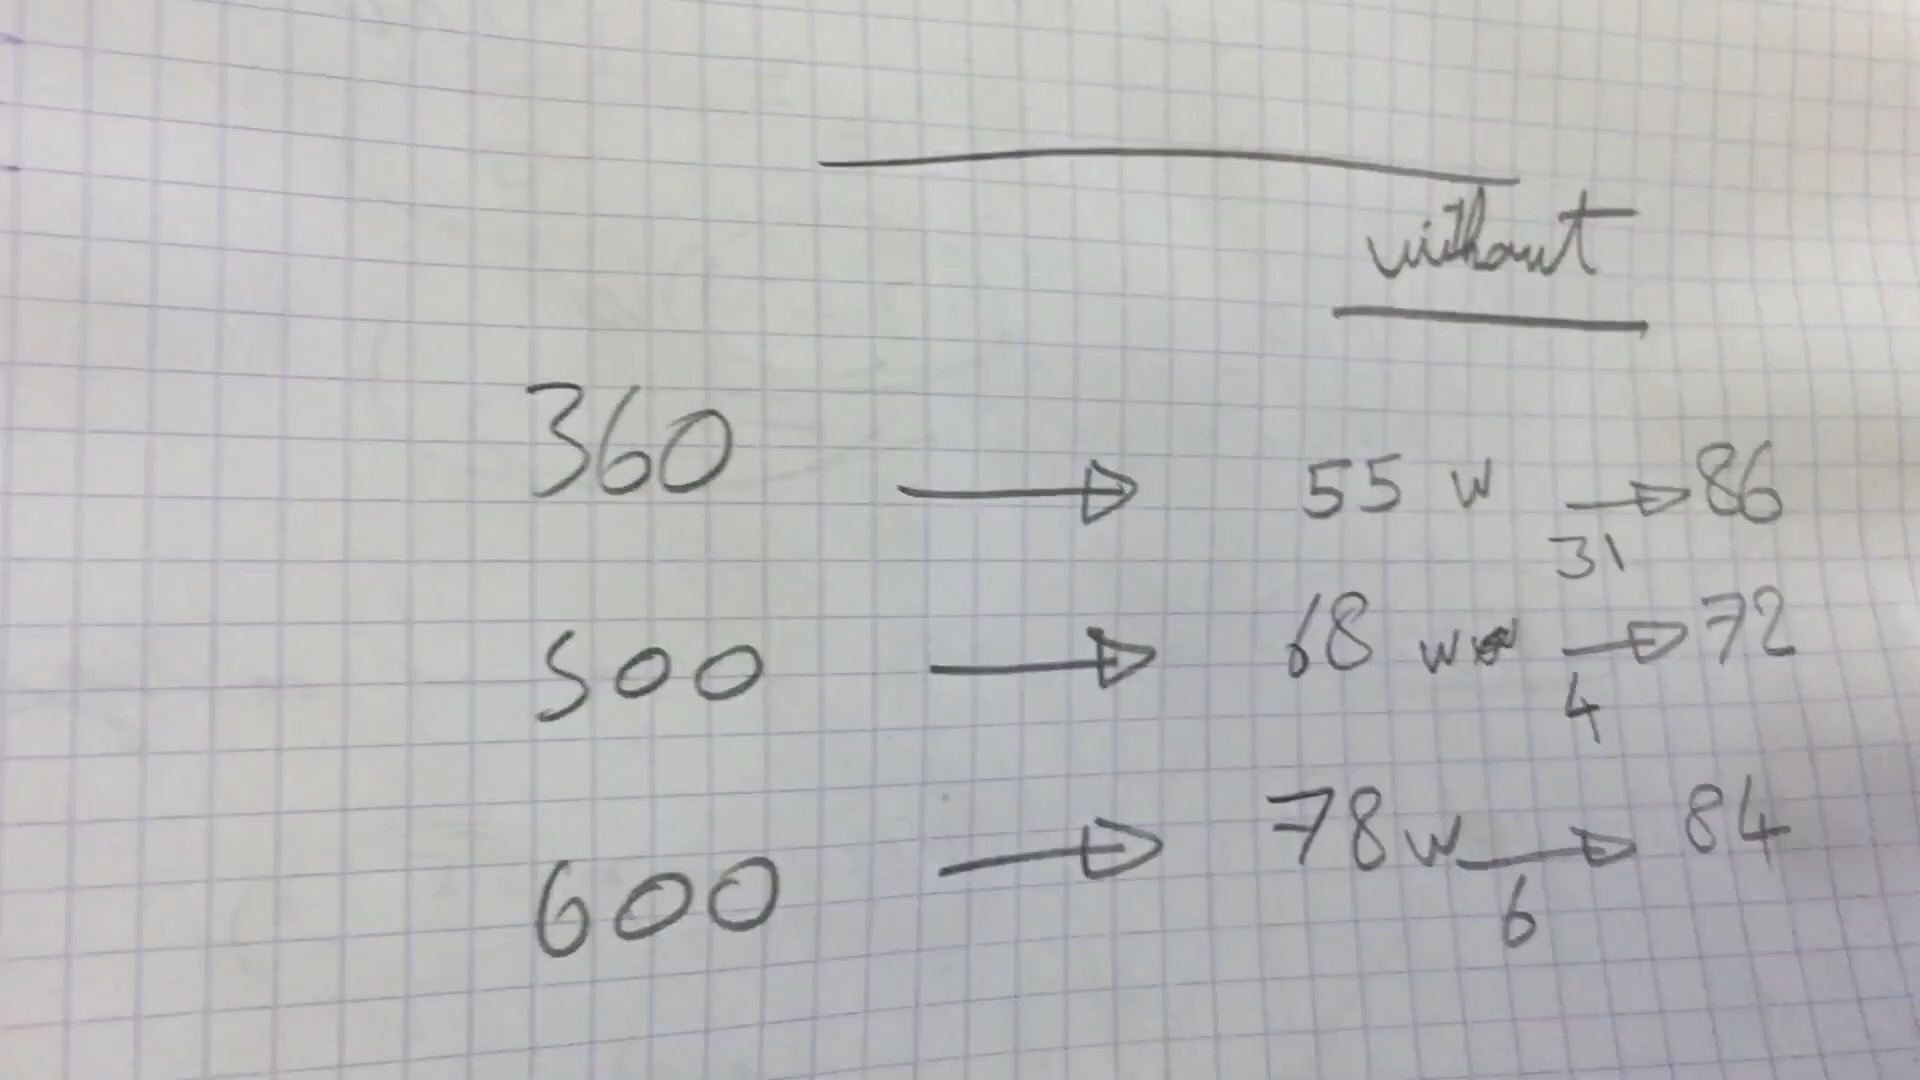 without
360 → 55 w → 86
31
500 → 68 w → 72
4
600 → 78 w → 84
6